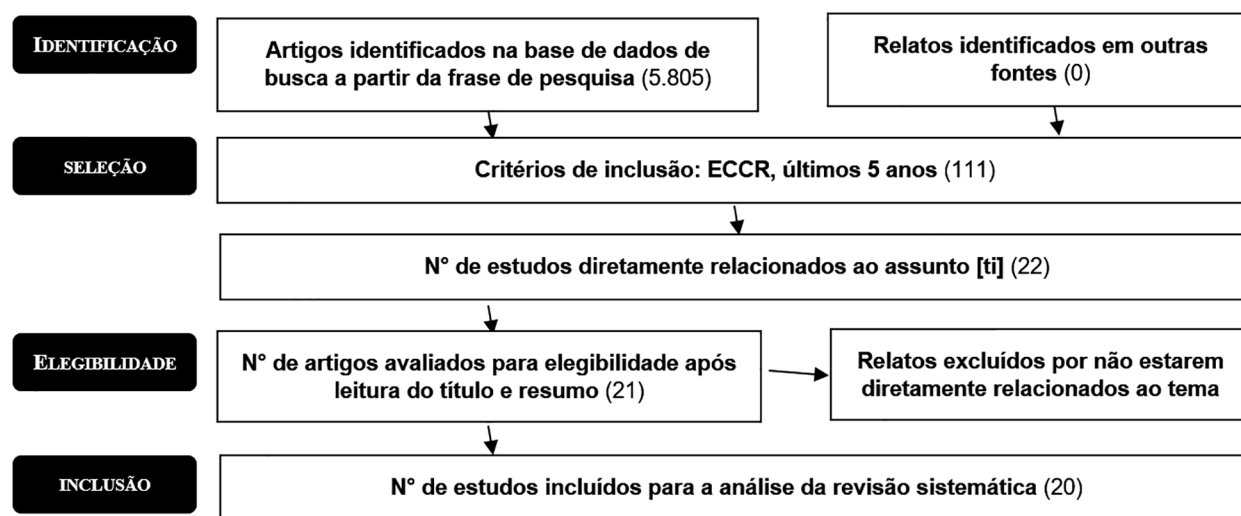 IDENTIFICAÇÃO
Artigos identificados na base de dados de
busca a partir da frase de pesquisa (5.805)
Relatos identificados em outras
fontes (0)
SELEÇÃO
Critérios de inclusão: ECCR, últimos 5 anos (111)
N° de estudos diretamente relacionados ao assunto [ti] (22)
ELEGIBILIDADE
N° de artigos avaliados para elegibilidade após
leitura do título e resumo (21)
Relatos excluídos por não estarem
diretamente relacionados ao tema
INCLUSÃO
N° de estudos incluídos para a análise da revisão sistemática (20)